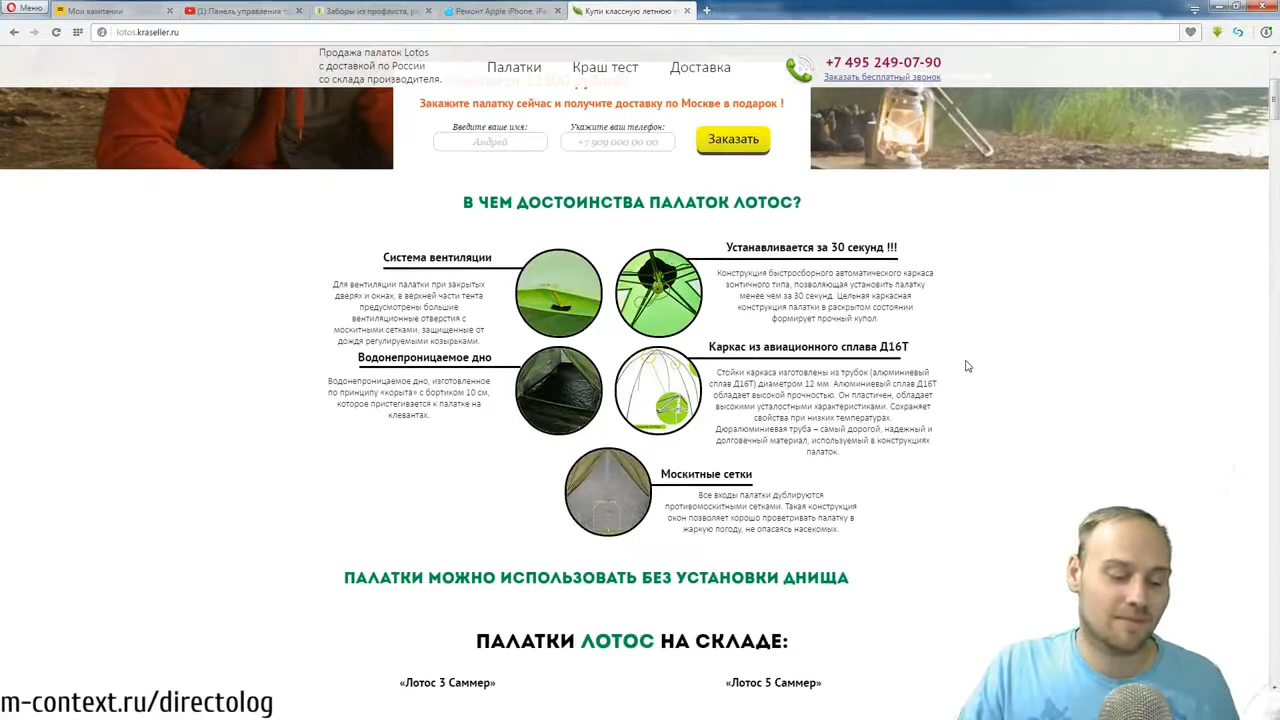 Меню
Мои кампании
(1) Панель управления т
Заборы из профлиста, р
Ремонт Apple iPhone, iPa
Купи классную летнюю п
lotos.kraseller.ru
Продажа палаток Lotos
с доставкой по России
со склада производителя.
Палатки
Краш тест
Доставка
+7 495 249-07-90
Заказать бесплатный звонок
Закажите палатку сейчас и получите доставку по Москве в подарок !
Введите ваше имя:
Укажите ваш телефон:
Андрей
+7 909 000 00 00
Заказать
В ЧЕМ ДОСТОИНСТВА ПАЛАТОК ЛОТОС?
Система вентиляции
Для вентиляции палатки при закрытых
дверях и окнах, в верхней части тента
предусмотрены большие
вентиляционные отверстия с
москитными сетками, защищенные от
дождя регулируемыми козырьками.
Устанавливается за 30 секунд !!!
Конструкция быстросборного автоматического каркаса
зонтичного типа, позволяющая установить палатку
менее чем за 30 секунд. Цельная каркасная
конструкция палатки в раскрытом состоянии
формирует прочный купол.
Водонепроницаемое дно
Водонепроницаемое дно, изготовленное
по принципу «корыта» с бортиком 10 см,
которое пристегивается к палатке на
клевантах.
Каркас из авиационного сплава Д16Т
Стойки каркаса изготовлены из трубок (алюминиевый
сплав Д16Т) диаметром 12 мм. Алюминиевый сплав Д16Т
обладает высокой прочностью. Он пластичен, обладает
высокими усталостными характеристиками. Сохраняет
свойства при низких температурах.
Дюралюминиевая труба – самый дорогой, надежный и
долговечный материал, используемый в конструкциях
палаток.
Москитные сетки
Все входы палатки дублируются
противомоскитными сетками. Такая конструкция
окон позволяет хорошо проветривать палатку в
жаркую погоду, не опасаясь насекомых.
ПАЛАТКИ МОЖНО ИСПОЛЬЗОВАТЬ БЕЗ УСТАНОВКИ ДНИЩА
ПАЛАТКИ ЛОТОС НА СКЛАДЕ:
«Лотос 3 Саммер»
«Лотос 5 Саммер»
m-context.ru/directolog